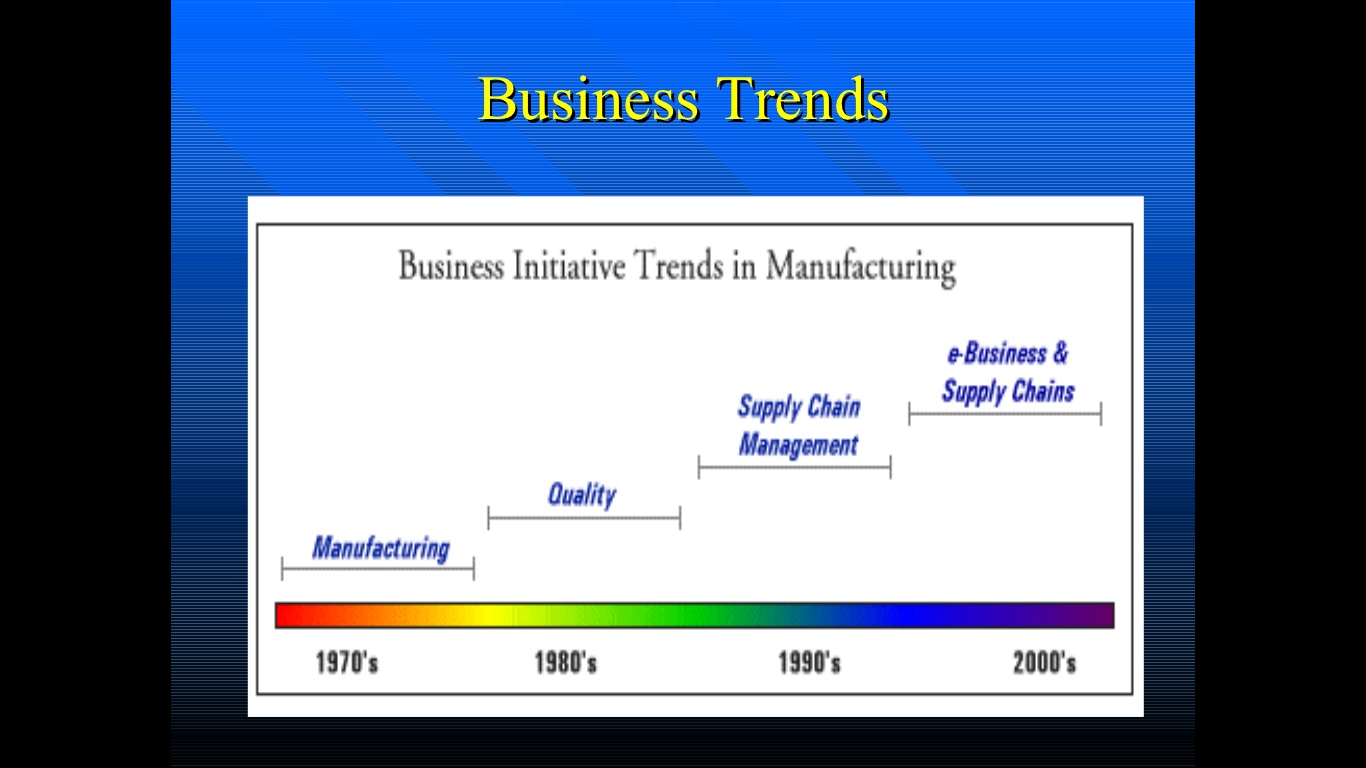 Business Trends
Business Initiative Trends in Manufacturing
e-Business &
Supply Chains
Supply Chain
Management
Quality
Manufacturing
1970's
1980's
1990's
2000's